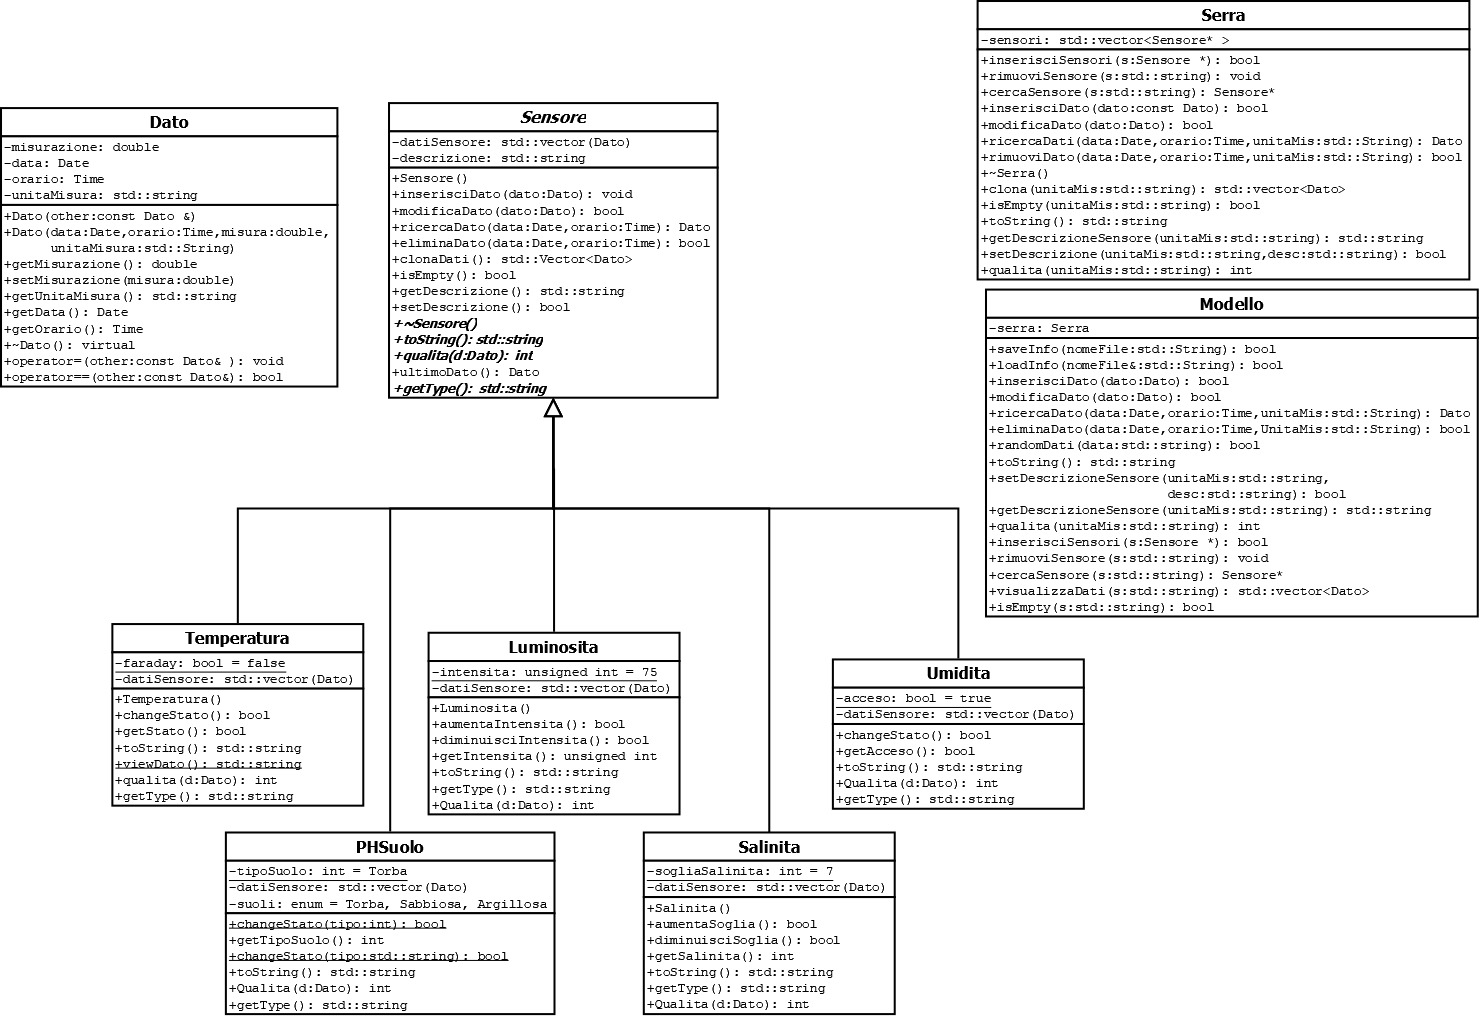 Serra
-sensori: std::vector<Sensore* >
+inserisciSensori(s:Sensore *): bool
+rimuoviSensore(s:std::string): void
+cercaSensore(s:std::string): Sensore*
+inserisciDato(dato:const Dato): bool
+modificaDato(dato:Dato): bool
+ricercaDati(data:Date,orario:Time,unitaMis:std::String): Dato
+rimuoviDato(data:Date,orario:Time,unitaMis:std::String): bool
+~Serra()
+clona(unitaMis:std::string): std::vector<Dato>
+isEmpty(unitaMis:std::string): bool
+toString(): std::string
+getDescrizioneSensore(unitaMis:std::string): std::string
+setDescrizione(unitaMis:std::string,desc:std::string): bool
+qualita(unitaMis:std::string): int
Dato
-misurazione: double
-data: Date
-orario: Time
-unitaMisura: std::string
+Dato(other:const Dato &)
+Dato(data:Date,orario:Time,misura:double,
unitaMisura:std::String)
+getMisurazione(): double
+setMisurazione(misura:double)
+getUnitaMisura(): std::string
+getData(): Date
+getOrario(): Time
+~Dato(): virtual
+operator=(other:const Dato& ): void
+operator==(other:const Dato&): bool
Sensore
-datiSensore: std::vector(Dato)
-descrizione: std::string
+Sensore()
+inserisciDato(dato:Dato): void
+modificaDato(dato:Dato): bool
+ricercaDato(data:Date,orario:Time): Dato
+eliminaDato(data:Date,orario:Time): bool
+clonaDati(): std::Vector<Dato>
+isEmpty(): bool
+getDescrizione(): std::string
+setDescrizione(): bool
+~Sensore()
+toString(): std::string
+qualita(d:Dato): int
+ultimoDato(): Dato
+getType(): std::string
Modello
-serra: Serra
+saveInfo(nomeFile:std::String): bool
+loadInfo(nomeFile&:std::String): bool
+inserisciDato(dato:Dato): bool
+modificaDato(dato:Dato): bool
+ricercaDato(data:Date,orario:Time,unitaMis:std::String): Dato
+eliminaDato(data:Date,orario:Time,UnitaMis:std::String): bool
+randomDati(data:std::string): bool
+toString(): std::string
+setDescrizioneSensore(unitaMis:std::string,
desc:std::string): bool
+getDescrizioneSensore(unitaMis:std::string): std::string
+qualita(unitaMis:std::string): int
+inserisciSensori(s:Sensore *): bool
+rimuoviSensore(s:std::string): void
+cercaSensore(s:std::string): Sensore*
+visualizzaDati(s:std::string): std::vector<Dato>
+isEmpty(s:std::string): bool
Temperatura
-faraday: bool = false
-datiSensore: std::vector(Dato)
+Temperatura()
+changeStato(): bool
+getStato(): bool
+toString(): std::string
+viewDato(): std::string
+qualita(d:Dato): int
+getType(): std::string
Luminosita
-intensita: unsigned int = 75
-datiSensore: std::vector(Dato)
+Luminosita()
+aumentaIntensita(): bool
+diminuisciIntensita(): bool
+getIntensita(): unsigned int
+toString(): std::string
+getType(): std::string
+Qualita(d:Dato): int
Umidita
-acceso: bool = true
-datiSensore: std::vector(Dato)
+changeStato(): bool
+getAcceso(): bool
+toString(): std::string
+Qualita(d:Dato): int
+getType(): std::string
PHSuolo
-tipoSuolo: int = Torba
-datiSensore: std::vector(Dato)
-suoli: enum = Torba, Sabbiosa, Argillosa
+changeStato(tipo:int): bool
+getTipoSuolo(): int
+changeStato(tipo:std::string): bool
+toString(): std::string
+Qualita(d:Dato): int
+getType(): std::string
Salinita
-sogliaSalinita: int = 7
-datiSensore: std::vector(Dato)
+Salinita()
+aumentaSoglia(): bool
+diminuisciSoglia(): bool
+getSalinita(): int
+toString(): std::string
+getType(): std::string
+Qualita(d:Dato): int